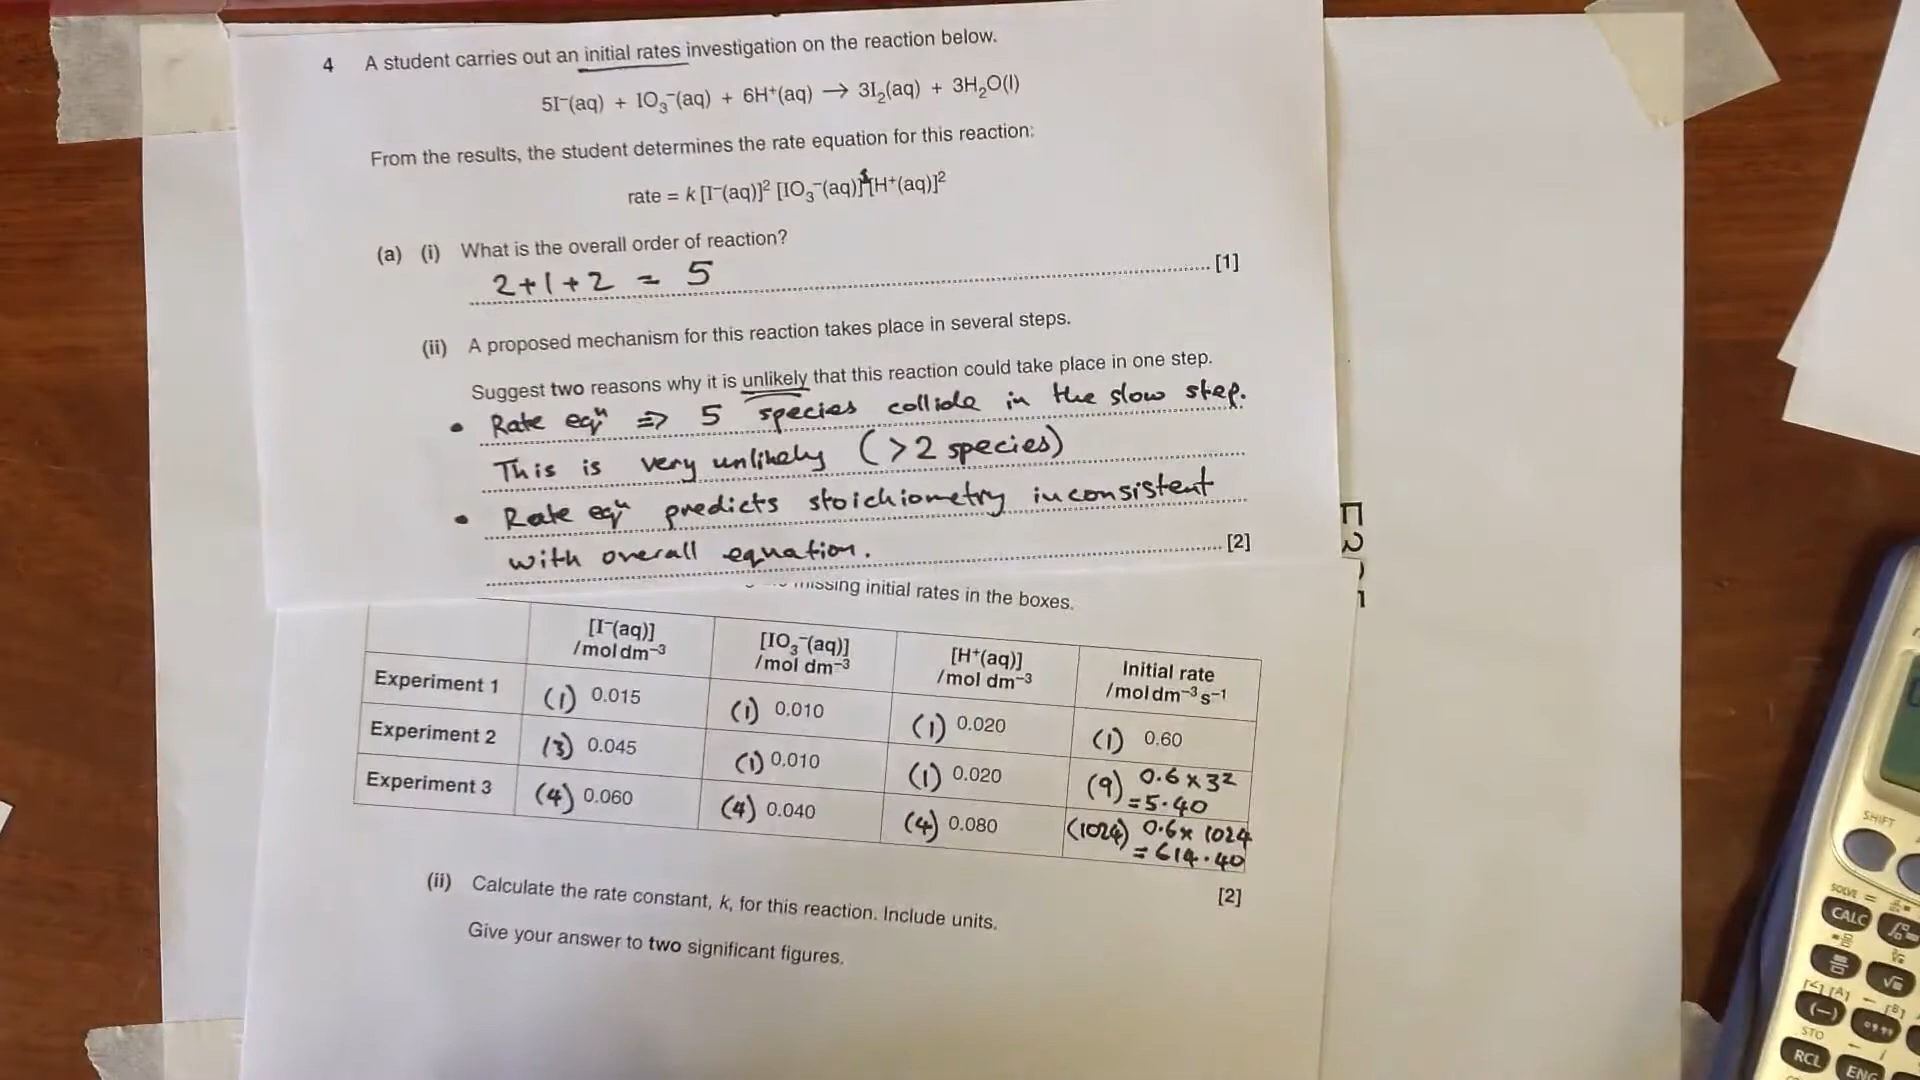 4 A student carries out an initial rates investigation on the reaction below.
5I⁻(aq) + IO₃⁻(aq) + 6H⁺(aq) → 3I₂(aq) + 3H₂O(l)
From the results, the student determines the rate equation for this reaction:
rate = k [I⁻(aq)]² [IO₃⁻(aq)]¹[H⁺(aq)]²
(a) (i) What is the overall order of reaction?
2+1+2 = 5 [1]
(ii) A proposed mechanism for this reaction takes place in several steps.
Suggest two reasons why it is unlikely that this reaction could take place in one step.
• Rate eqⁿ ⇒ 5 species collide in the slow step.
This is very unlikely (>2 species)
• Rate eqⁿ predicts stoichiometry inconsistent
with overall equation. [2]
missing initial rates in the boxes.
[I⁻(aq)] /mol dm⁻³ [IO₃⁻(aq)] /mol dm⁻³ [H⁺(aq)] /mol dm⁻³ Initial rate /mol dm⁻³ s⁻¹
Experiment 1 (1) 0.015 (1) 0.010 (1) 0.020 (1) 0.60
Experiment 2 (3) 0.045 (1) 0.010 (1) 0.020 (9) 0.6 × 3² = 5.40
Experiment 3 (4) 0.060 (4) 0.040 (4) 0.080 (1024) 0.6 × 1024 = 614.40
[2]
(ii) Calculate the rate constant, k, for this reaction. Include units.
Give your answer to two significant figures.
SHIFT
SOLVE =
CALC
(−)
STO
RCL
ENG